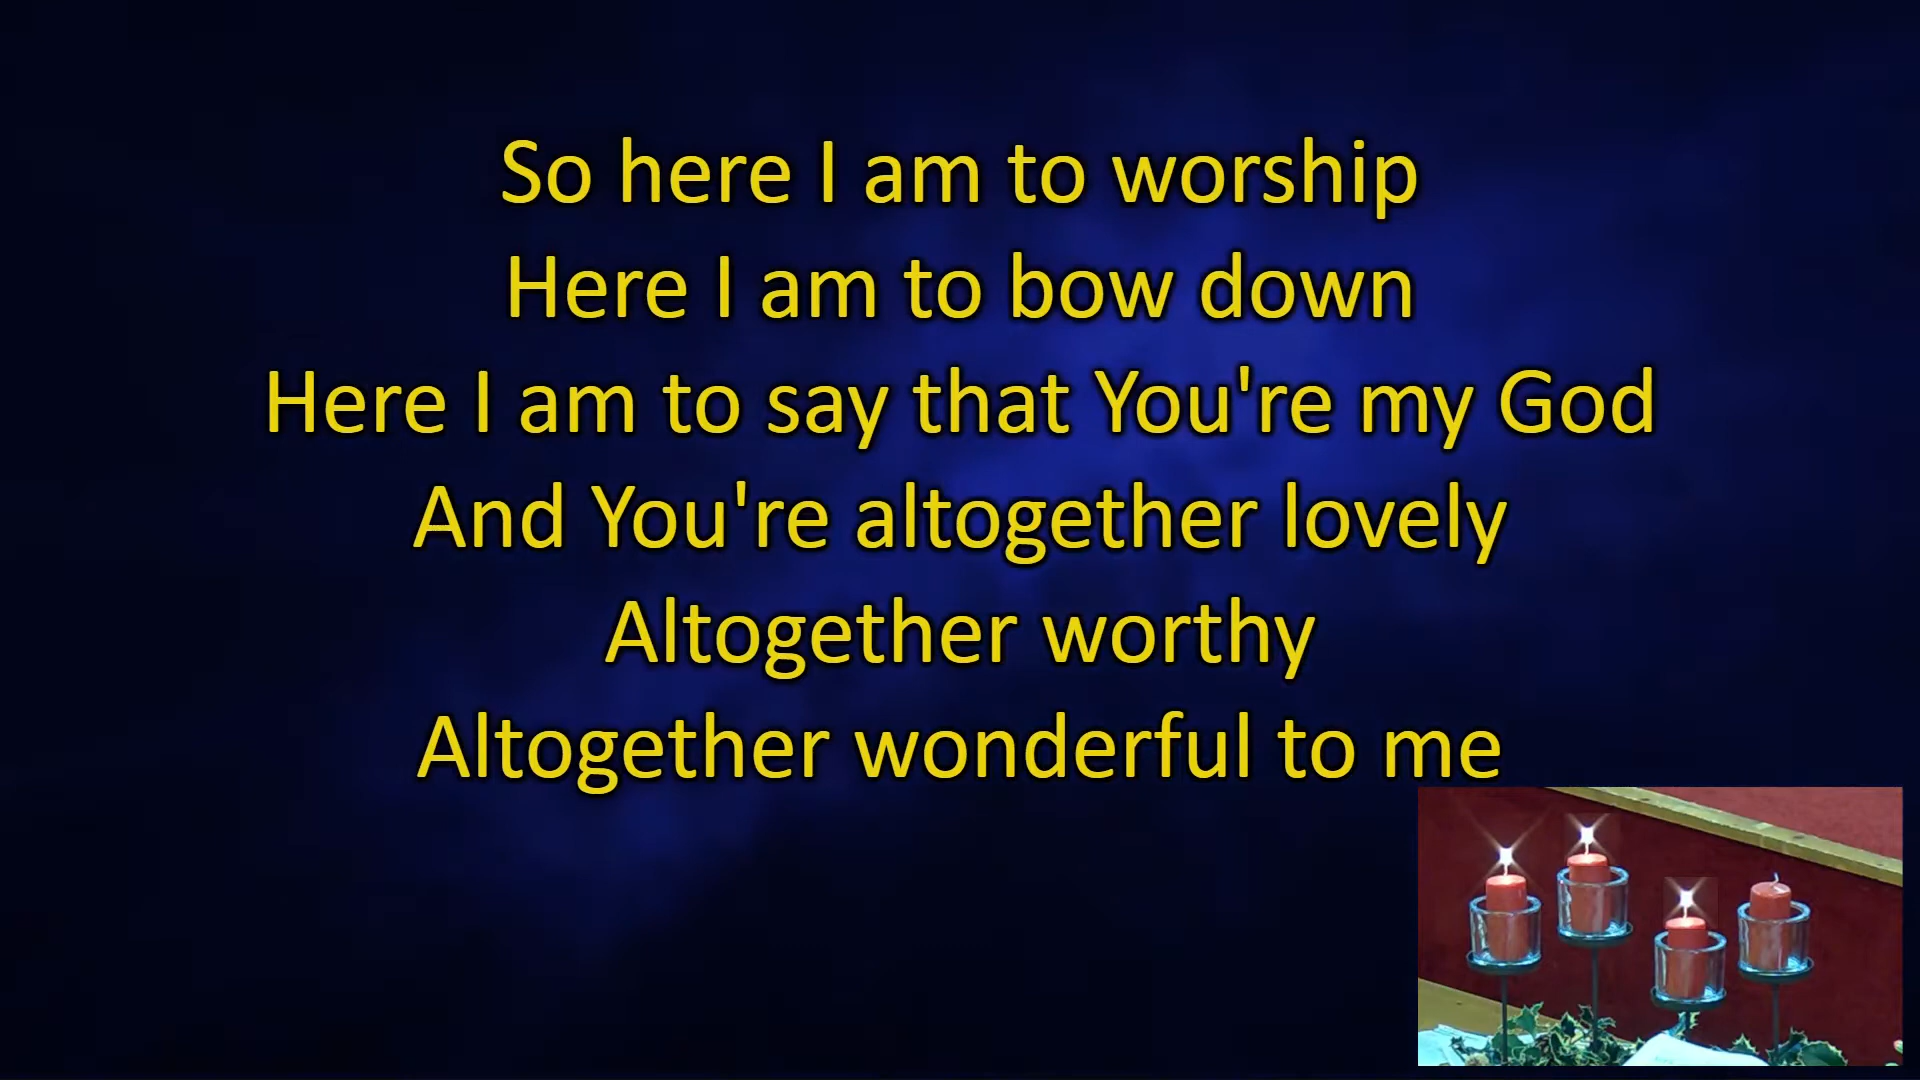 So here I am to worship
Here I am to bow down
Here I am to say that You're my God
And You're altogether lovely
Altogether worthy
Altogether wonderful to me